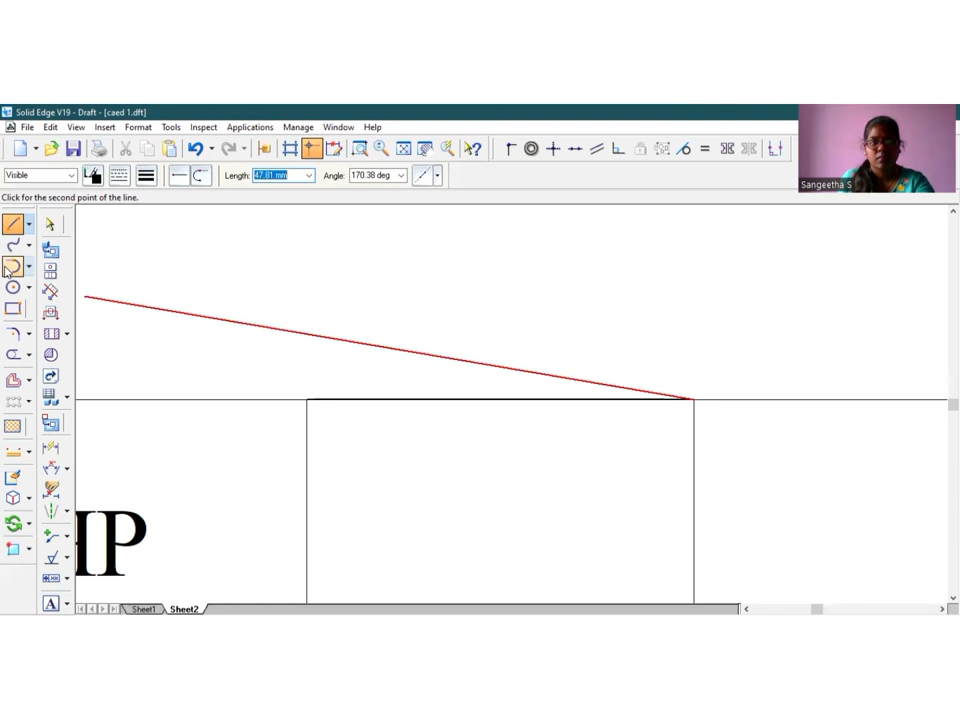 Solid Edge V19 - Draft - [caed 1.dft]
File Edit View Insert Format Tools Inspect Applications Manage Window Help
Visible Length: 47.81 mm Angle: 170.38 deg
Click for the second point of the line.
Sangeetha S
HP
A
Sheet1 Sheet2